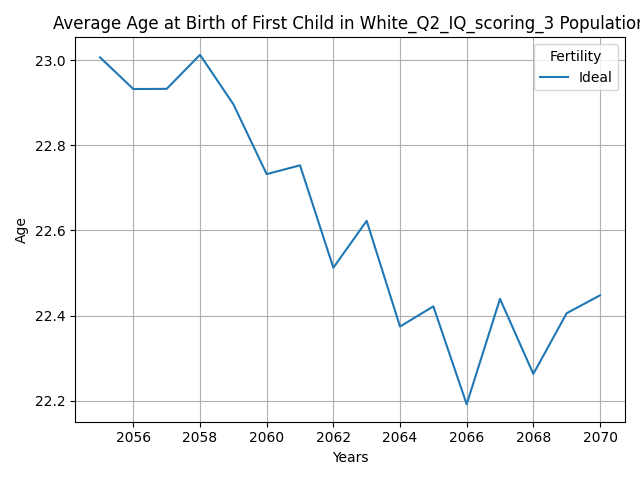 Average Age at Birth of First Child in White_Q2_IQ_scoring_3 Population
Fertility
Ideal
23.0
22.8
22.6
22.4
22.2
Age
2056 2058 2060 2062 2064 2066 2068 2070
Years